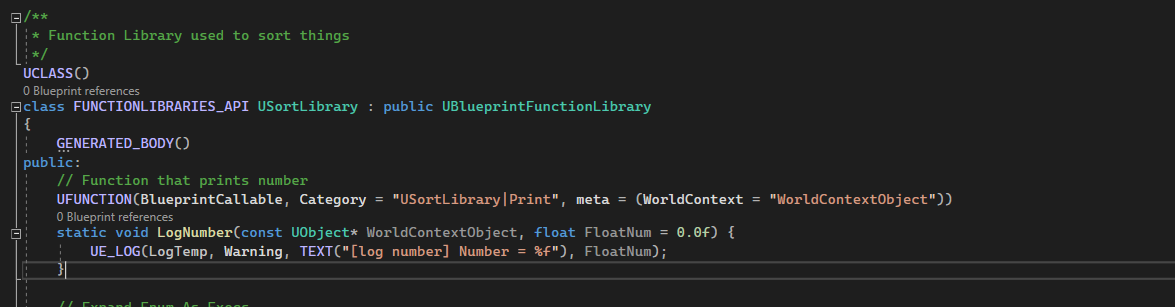 /**
* Function Library used to sort things
*/
UCLASS()
0 Blueprint references
class FUNCTIONLIBRARIES_API USortLibrary : public UBlueprintFunctionLibrary
{
GENERATED_BODY()
public:
// Function that prints number
UFUNCTION(BlueprintCallable, Category = "USortLibrary|Print", meta = (WorldContext = "WorldContextObject"))
0 Blueprint references
static void LogNumber(const UObject* WorldContextObject, float FloatNum = 0.0f) {
UE_LOG(LogTemp, Warning, TEXT("[log number] Number = %f"), FloatNum);
}
// Expand Enum As Execs